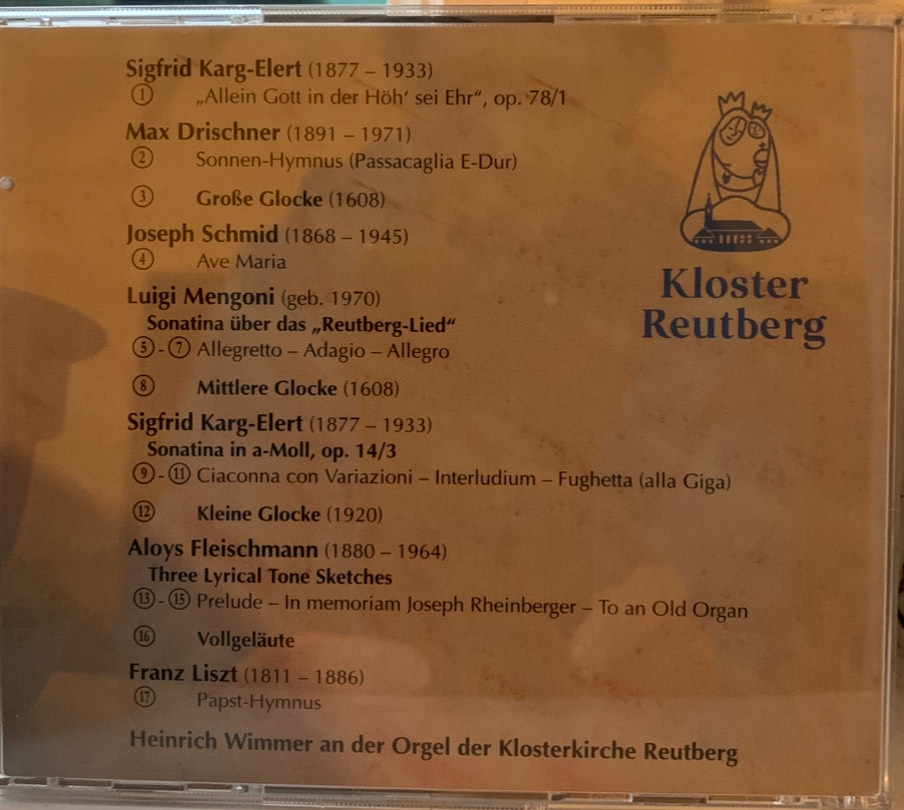 Sigfrid Karg-Elert (1877 – 1933)
① „Allein Gott in der Höh' sei Ehr“, op. 78/1
Max Drischner (1891 – 1971)
② Sonnen-Hymnus (Passacaglia E-Dur)
③ Große Glocke (1608)
Joseph Schmid (1868 – 1945)
④ Ave Maria
Luigi Mengoni (geb. 1970)
Sonatina über das „Reutberg-Lied“
⑤ - ⑦ Allegretto – Adagio – Allegro
⑧ Mittlere Glocke (1608)
Sigfrid Karg-Elert (1877 – 1933)
Sonatina in a-Moll, op. 14/3
⑨ - ⑪ Ciaconna con Variazioni – Interludium – Fughetta (alla Giga)
⑫ Kleine Glocke (1920)
Aloys Fleischmann (1880 – 1964)
Three Lyrical Tone Sketches
⑬ - ⑮ Prelude – In memoriam Joseph Rheinberger – To an Old Organ
⑯ Vollgeläute
Franz Liszt (1811 – 1886)
⑰ Papst-Hymnus
Heinrich Wimmer an der Orgel der Klosterkirche Reutberg
Kloster
Reutberg